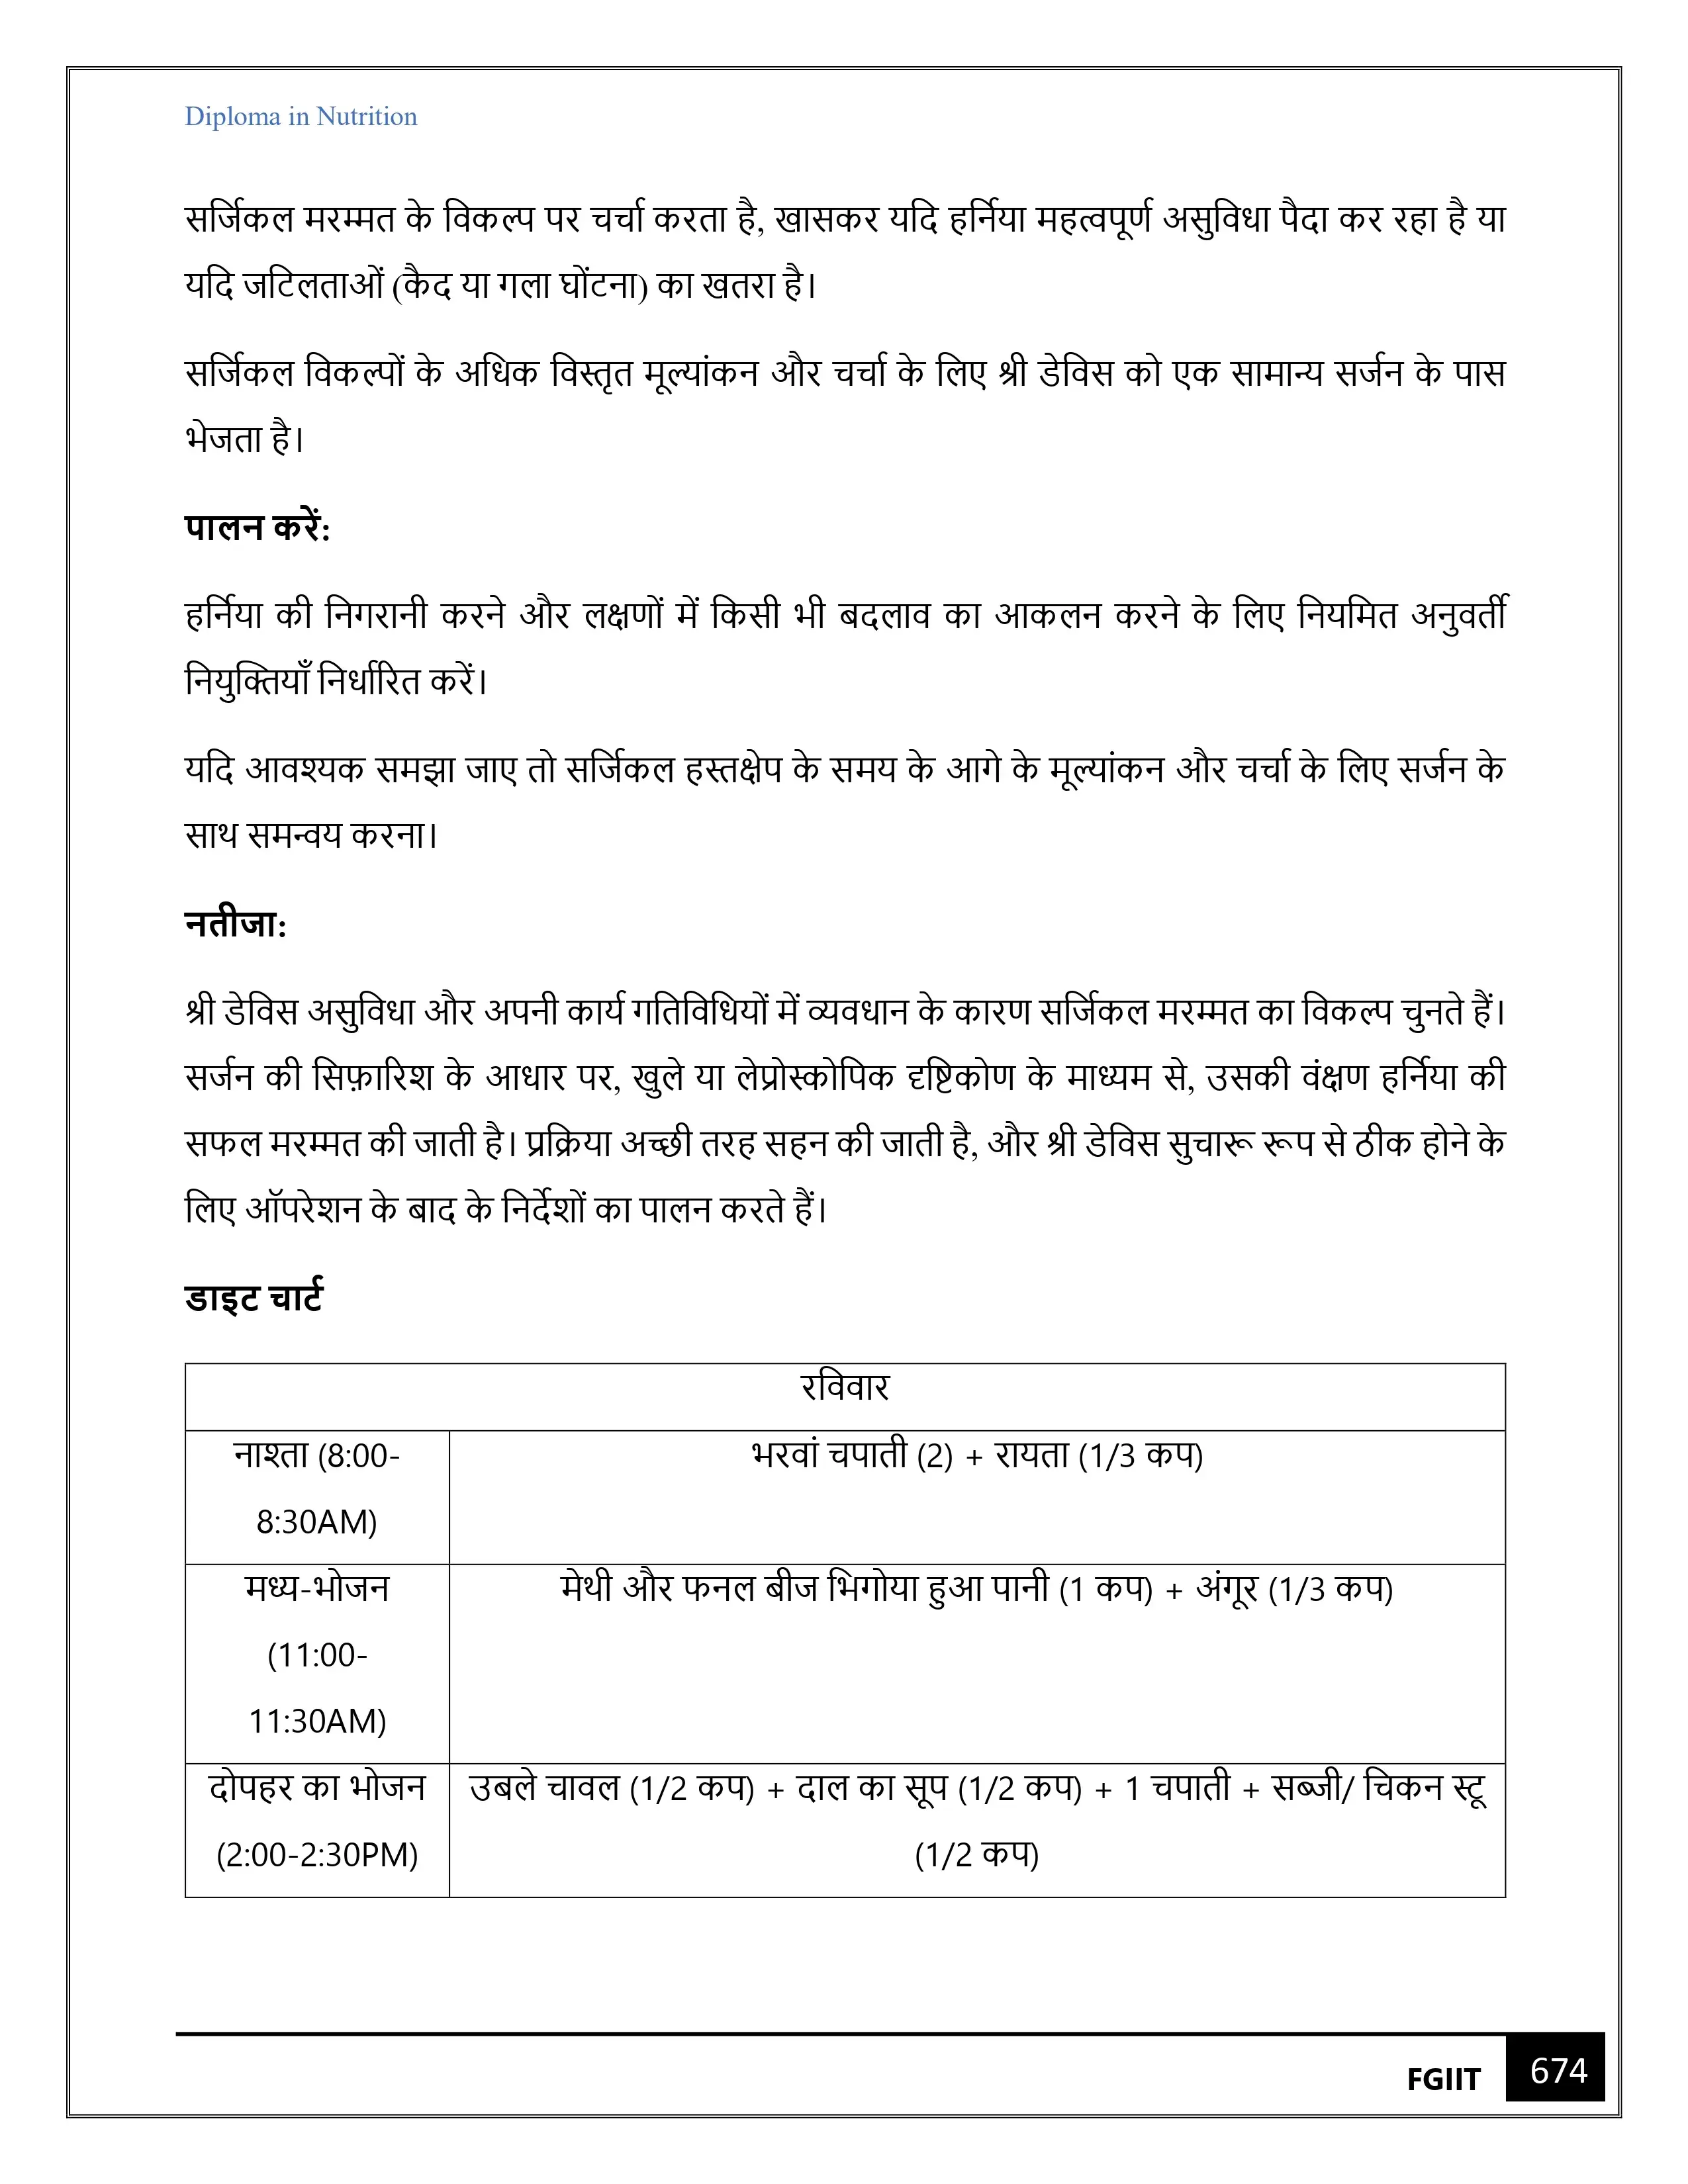 Diploma in Nutrition
सर्जिकल मरम्मत के विकल्प पर चर्चा करता है, खासकर यदि हर्निया महत्वपूर्ण असुविधा पैदा कर रहा है या
यदि जटिलताओं (कैद या गला घोंटना) का खतरा है।
सर्जिकल विकल्पों के अधिक विस्तृत मूल्यांकन और चर्चा के लिए श्री डेविस को एक सामान्य सर्जन के पास
भेजता है।
पालन करें:
हर्निया की निगरानी करने और लक्षणों में किसी भी बदलाव का आकलन करने के लिए नियमित अनुवर्ती
नियुक्तियाँ निर्धारित करें।
यदि आवश्यक समझा जाए तो सर्जिकल हस्तक्षेप के समय के आगे के मूल्यांकन और चर्चा के लिए सर्जन के
साथ समन्वय करना।
नतीजा:
श्री डेविस असुविधा और अपनी कार्य गतिविधियों में व्यवधान के कारण सर्जिकल मरम्मत का विकल्प चुनते हैं।
सर्जन की सिफ़ारिश के आधार पर, खुले या लेप्रोस्कोपिक दृष्टिकोण के माध्यम से, उसकी वंक्षण हर्निया की
सफल मरम्मत की जाती है। प्रक्रिया अच्छी तरह सहन की जाती है, और श्री डेविस सुचारू रूप से ठीक होने के
लिए ऑपरेशन के बाद के निर्देशों का पालन करते हैं।
डाइट चार्ट
रविवार
नाश्ता (8:00-
8:30AM)
भरवां चपाती (2) + रायता (1/3 कप)
मध्य-भोजन
(11:00-
11:30AM)
मेथी और फनल बीज भिगोया हुआ पानी (1 कप) + अंगूर (1/3 कप)
दोपहर का भोजन
(2:00-2:30PM)
उबले चावल (1/2 कप) + दाल का सूप (1/2 कप) + 1 चपाती + सब्जी/ चिकन स्टू
(1/2 कप)
FGIIT
674